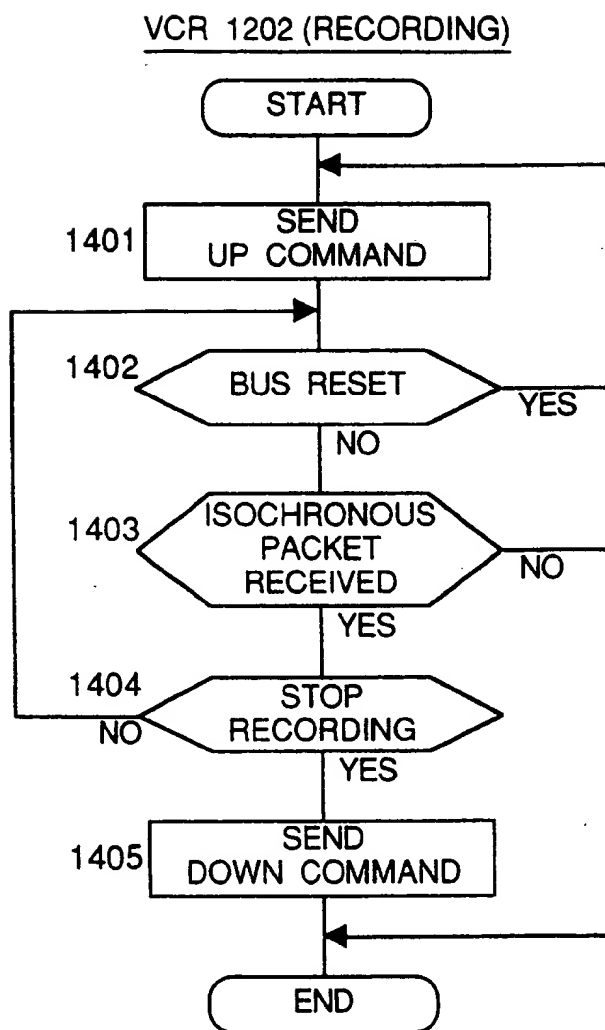 VCR 1202 (RECORDING)
START
1401
SEND
UP COMMAND
1402
BUS RESET
YES
NO
1403
ISOCHRONOUS
PACKET
RECEIVED
NO
YES
1404
STOP
RECORDING
NO
YES
1405
SEND
DOWN COMMAND
END